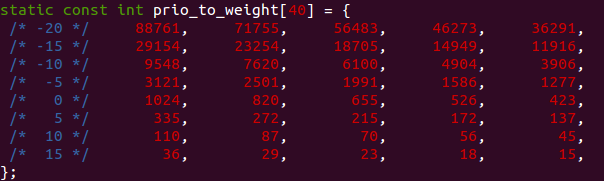 static const int prio_to_weight[40] = {
/* -20 */ 88761, 71755, 56483, 46273, 36291,
/* -15 */ 29154, 23254, 18705, 14949, 11916,
/* -10 */ 9548, 7620, 6100, 4904, 3906,
/* -5 */ 3121, 2501, 1991, 1586, 1277,
/* 0 */ 1024, 820, 655, 526, 423,
/* 5 */ 335, 272, 215, 172, 137,
/* 10 */ 110, 87, 70, 56, 45,
/* 15 */ 36, 29, 23, 18, 15,
};